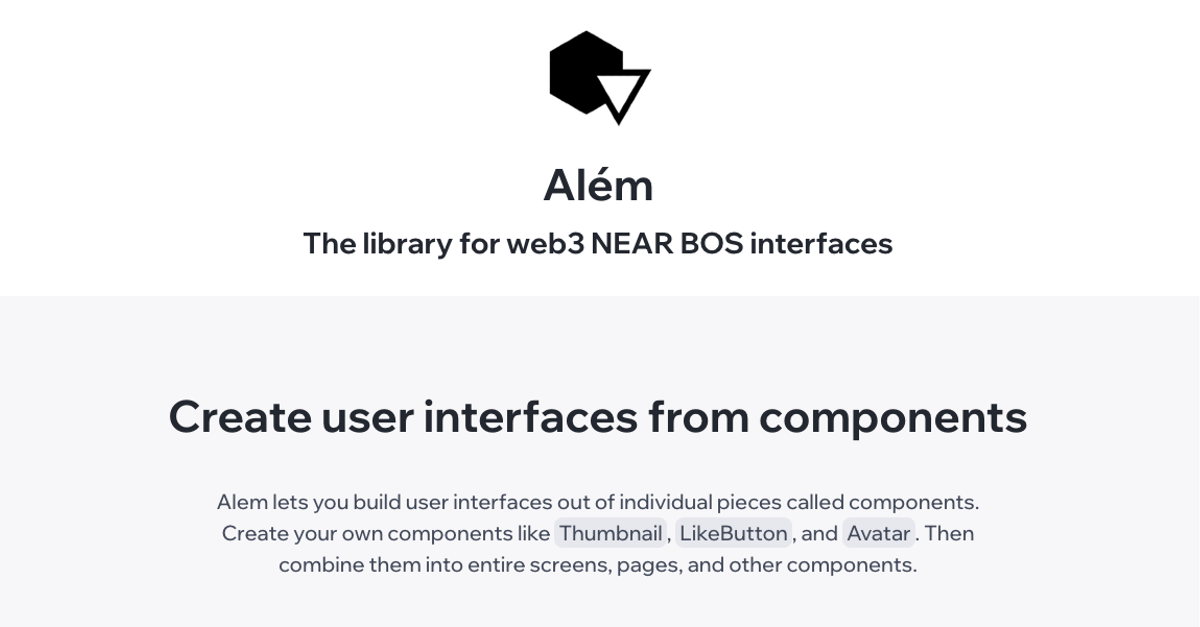 Além
The library for web3 NEAR BOS interfaces
Create user interfaces from components
Alem lets you build user interfaces out of individual pieces called components.
Create your own components like Thumbnail, LikeButton, and Avatar. Then
combine them into entire screens, pages, and other components.